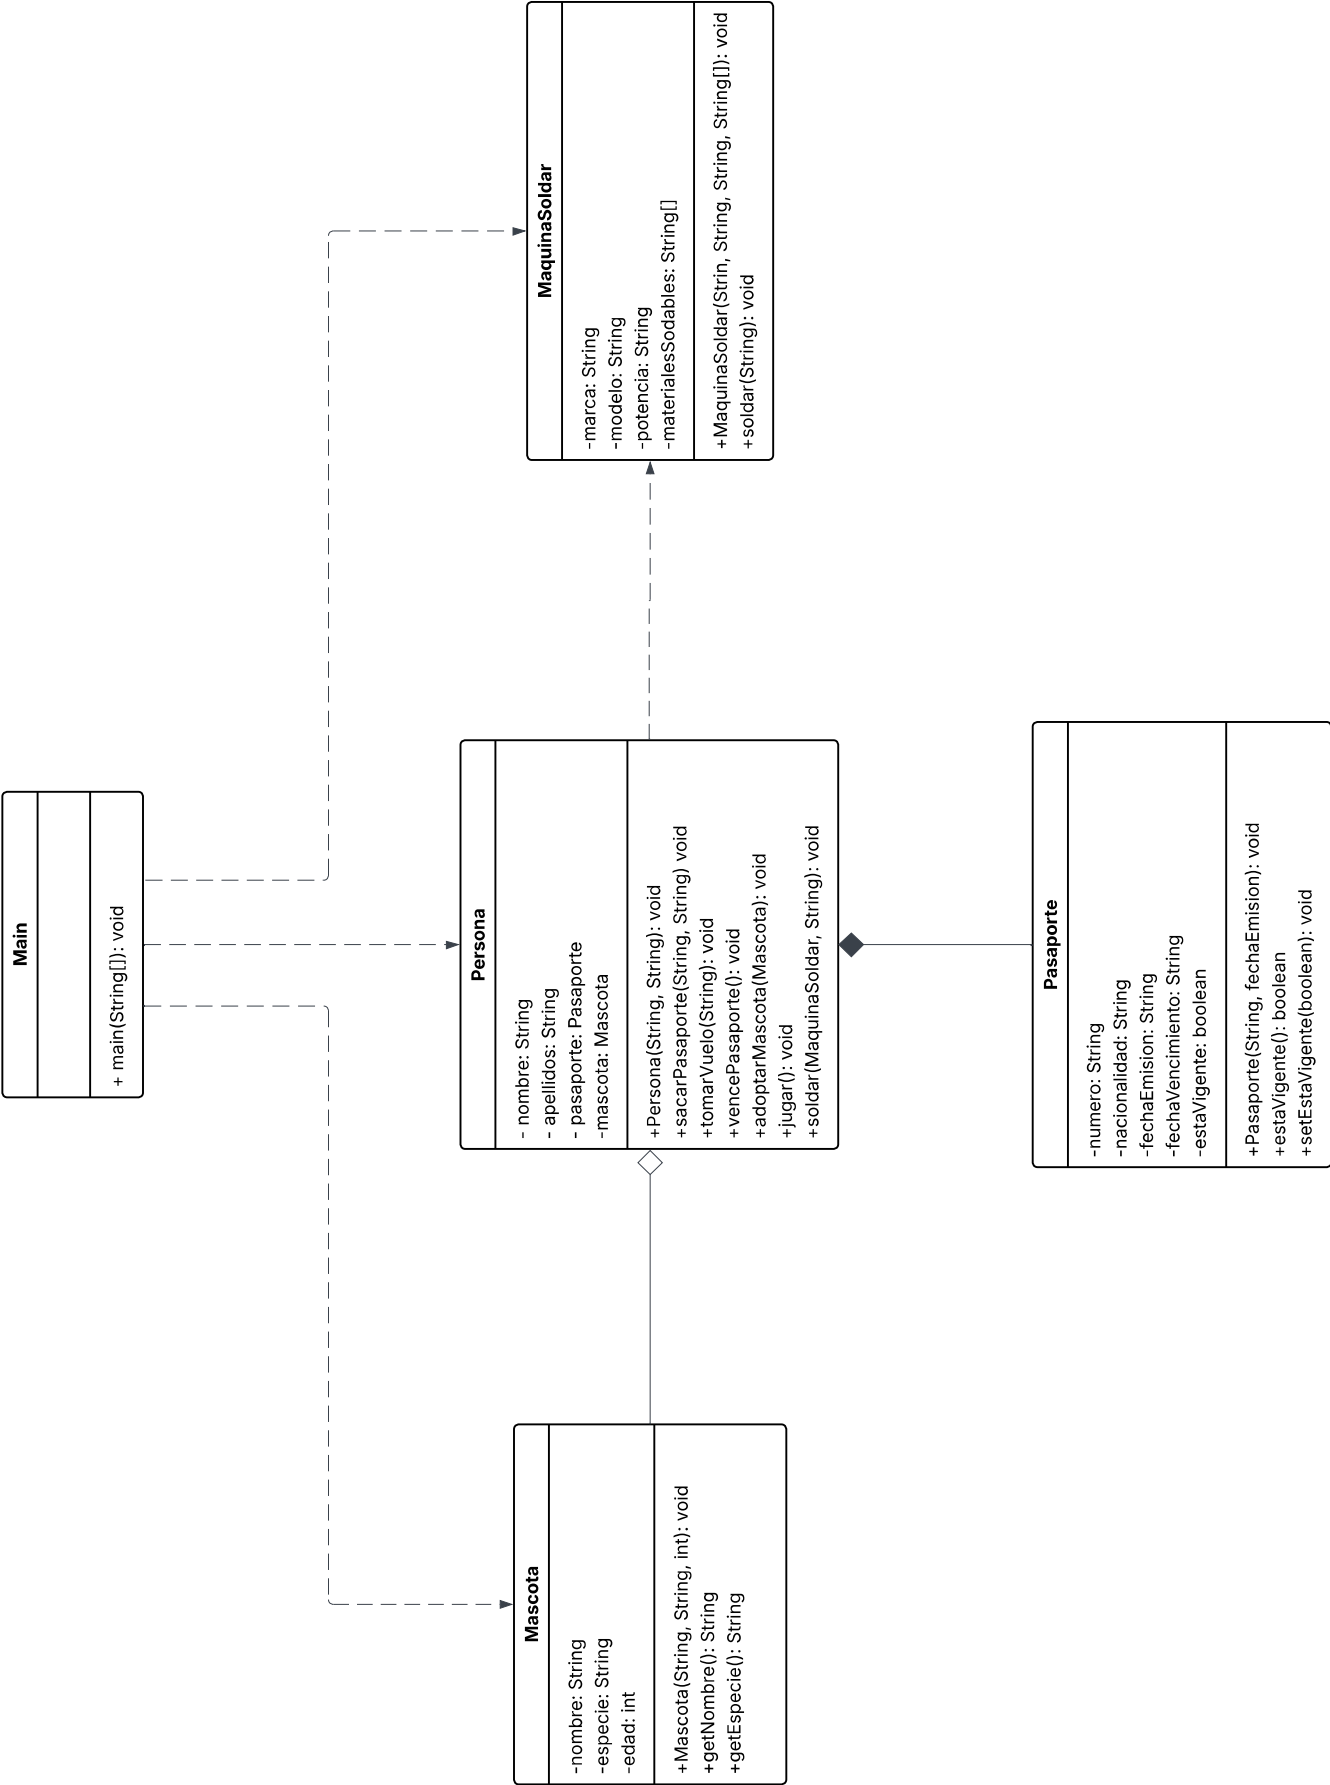 Main
+ main(String[]): void
Mascota
-nombre: String
-especie: String
-edad: int
+Mascota(String, String, int): void
+getNombre(): String
+getEspecie(): String
Persona
- nombre: String
- apellidos: String
- pasaporte: Pasaporte
-mascota: Mascota
+Persona(String, String): void
+sacarPasaporte(String, String) void
+tomarVuelo(String): void
+vencePasaporte(): void
+adoptarMascota(Mascota): void
+jugar(): void
+soldar(MaquinaSoldar, String): void
MaquinaSoldar
-marca: String
-modelo: String
-potencia: String
-materialesSodables: String[]
+MaquinaSoldar(Strin, String, String, String[]): void
+soldar(String): void
Pasaporte
-numero: String
-nacionalidad: String
-fechaEmision: String
-fechaVencimiento: String
-estaVigente: boolean
+Pasaporte(String, fechaEmision): void
+estaVigente(): boolean
+setEstaVigente(boolean): void